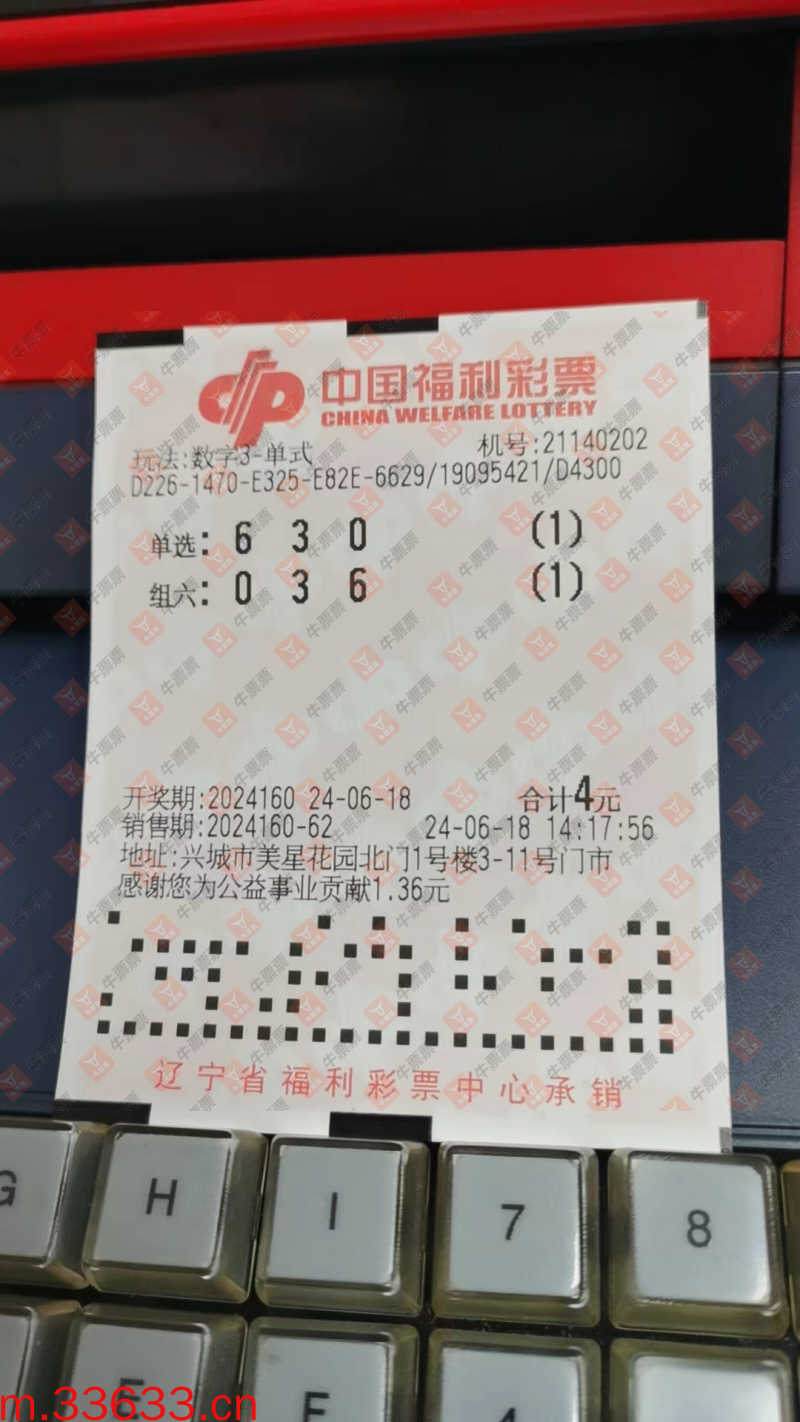 中国福利彩票
CHINA WELFARE LOTTERY
玩法:数字3-单式 机号:21140202
D226-1470-E325-E82E-6629/19095421/D4300
单选: 6 3 0 (1)
组六: 0 3 6 (1)
开奖期:2024160 24-06-18 合计4元
销售期:2024160-62 24-06-18 14:17:56
地址:兴城市美星花园北门1号楼3-11号门市
感谢您为公益事业贡献1.36元
辽宁省福利彩票中心承销
牛票票
G H I 7 8
E F 4
m.33633.cn